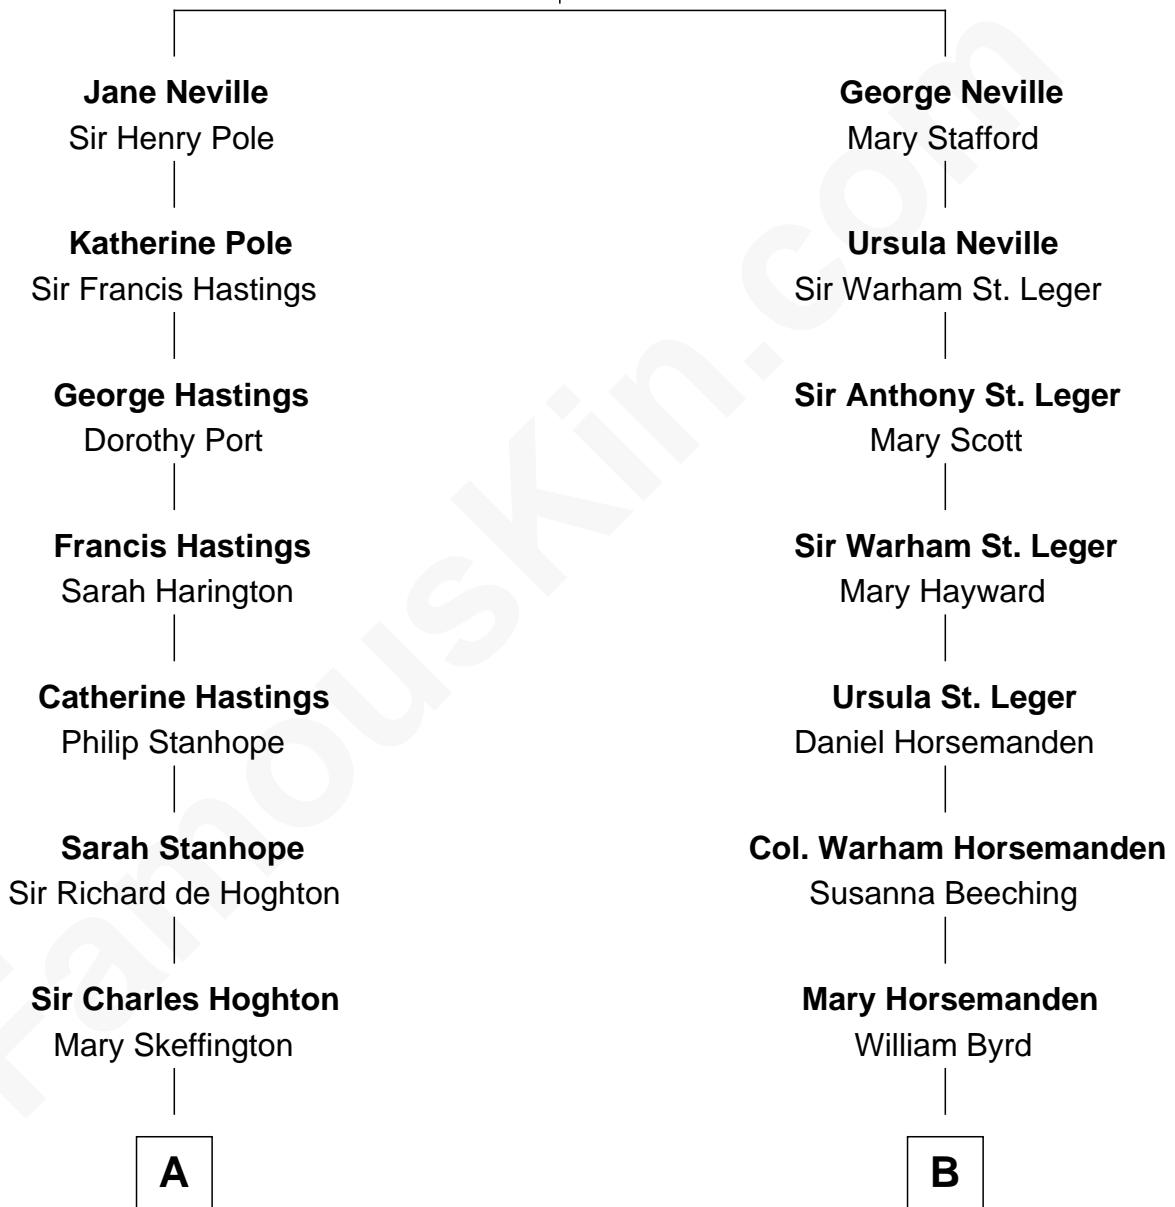 Jane Neville
Sir Henry Pole
Katherine Pole
Sir Francis Hastings
George Hastings
Dorothy Port
Francis Hastings
Sarah Harington
Catherine Hastings
Philip Stanhope
Sarah Stanhope
Sir Richard de Hoghton
Sir Charles Hoghton
Mary Skeffington
A
George Neville
Mary Stafford
Ursula Neville
Sir Warham St. Leger
Sir Anthony St. Leger
Mary Scott
Sir Warham St. Leger
Mary Hayward
Ursula St. Leger
Daniel Horsemanden
Col. Warham Horsemanden
Susanna Beeching
Mary Horsemanden
William Byrd
B
FamousKin.com